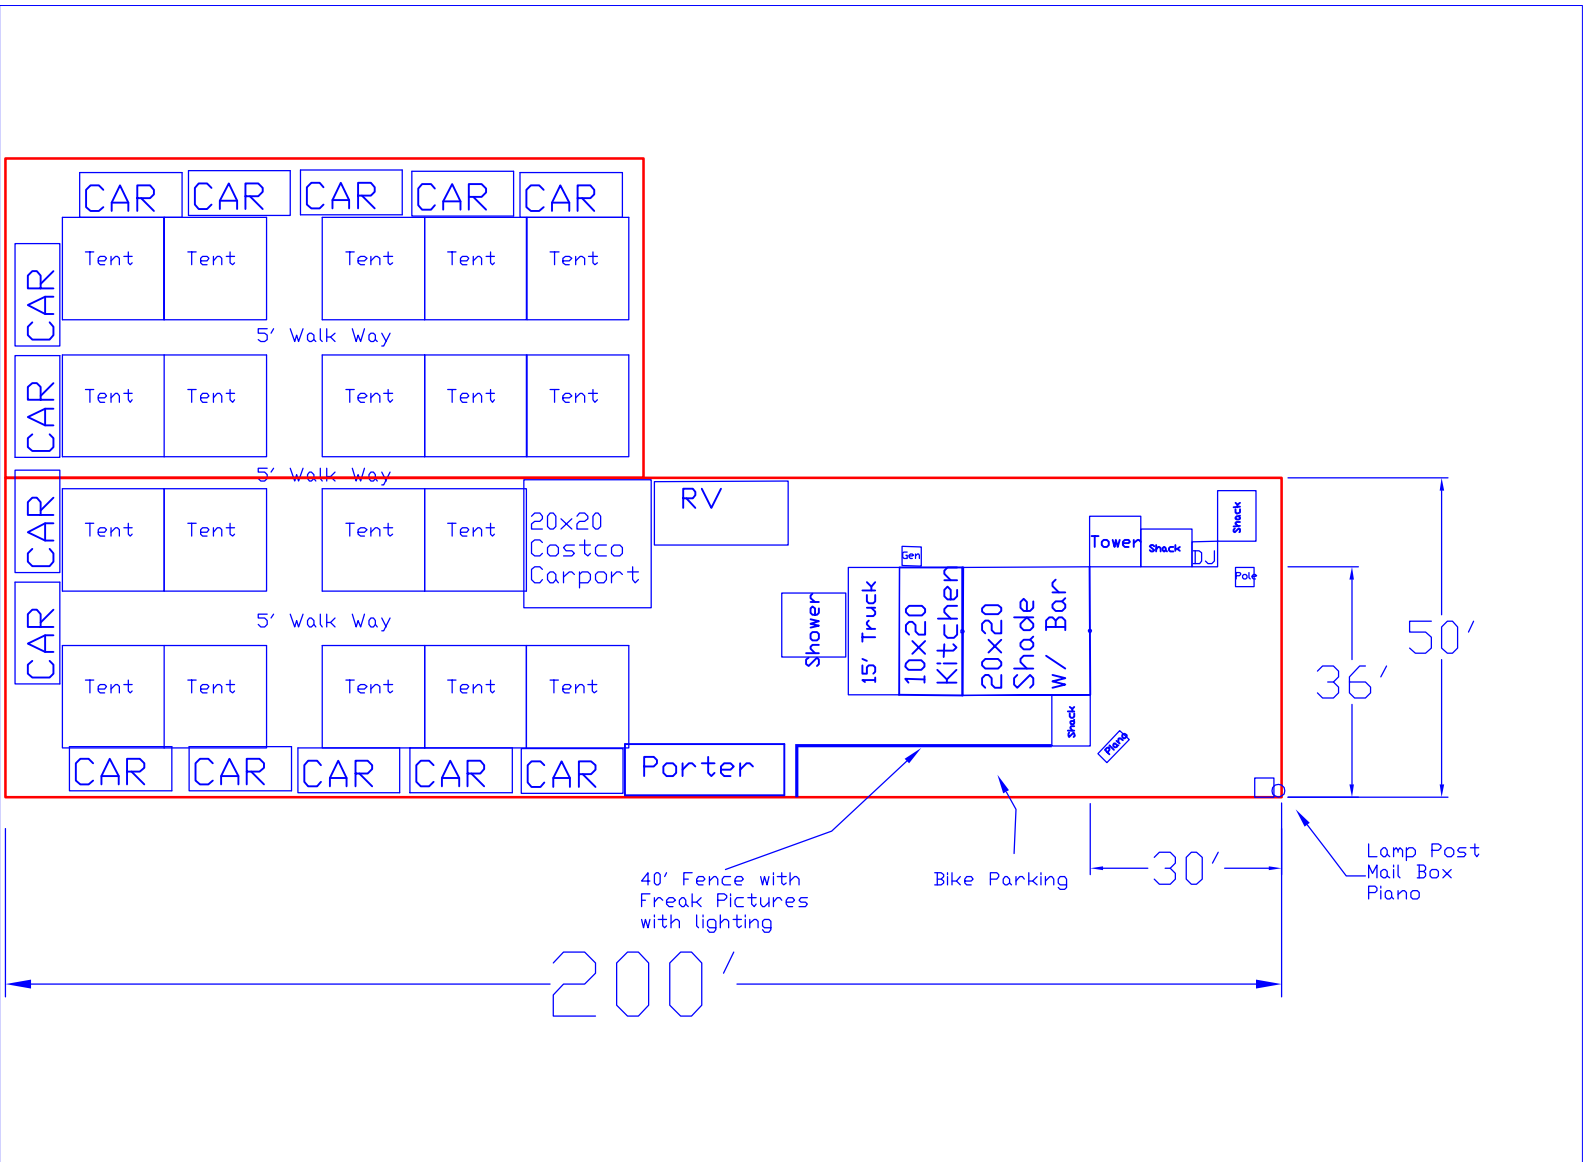 CAR CAR CAR CAR CAR
Tent Tent Tent Tent Tent
CAR
5' Walk Way
Tent Tent Tent Tent Tent
CAR
5' Walk Way
CAR
Tent Tent Tent Tent
20x20
Costco
Carport
RV
Gen
Tower
Shack
DJ
Shack
Pole
Shower
15' Truck
10x20
Kitchen
20x20
Shade
W/ Bar
5' Walk Way
CAR
Tent Tent Tent Tent Tent
Shack
Piano
36'
50'
CAR CAR CAR CAR CAR
Porter
40' Fence with
Freak Pictures
with lighting
Bike Parking
30'
Lamp Post
Mail Box
Piano
200'